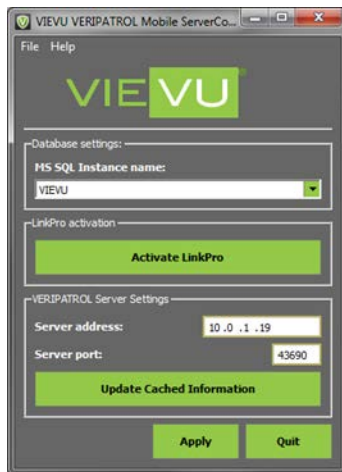 VIEVU VERIPATROL Mobile ServerCo...
File Help
VIEVU
Database settings:
MS SQL Instance name:
VIEVU
LinkPro activation
Activate LinkPro
VERIPATROL Server Settings
Server address: 10 .0 .1 .19
Server port: 43690
Update Cached Information
Apply Quit